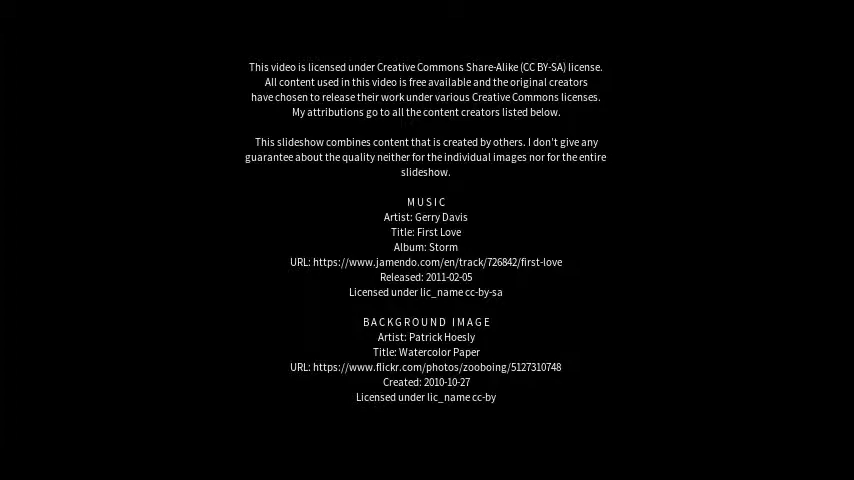 This video is licensed under Creative Commons Share-Alike (CC BY-SA) license.
All content used in this video is free available and the original creators
have chosen to release their work under various Creative Commons licenses.
My attributions go to all the content creators listed below.
This slideshow combines content that is created by others. I don't give any
guarantee about the quality neither for the individual images nor for the entire
slideshow.
MUSIC
Artist: Gerry Davis
Title: First Love
Album: Storm
URL: https://www.jamendo.com/en/track/726842/first-love
Released: 2011-02-05
Licensed under lic_name cc-by-sa
BACKGROUND IMAGE
Artist: Patrick Hoesly
Title: Watercolor Paper
URL: https://www.flickr.com/photos/zooboing/5127310748
Created: 2010-10-27
Licensed under lic_name cc-by